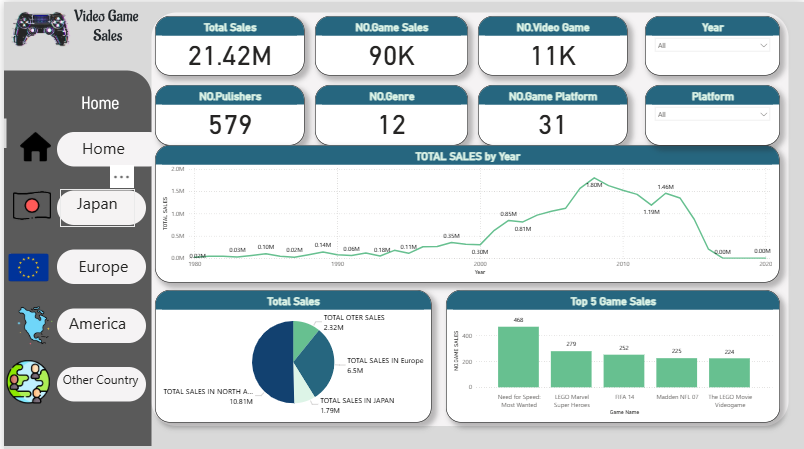 Video Game
Sales
Home
Home
Japan
Europe
America
Other Country
Total Sales
21.42M
NO.Game Sales
90K
NO.Video Game
11K
Year
All
NO.Pulishers
579
NO.Genre
12
NO.Game Platform
31
Platform
All
TOTAL SALES by Year
TOTAL SALES
2.0M
1.5M
1.0M
0.5M
0.0M
0.02M
0.03M
0.10M
0.02M
0.14M
0.06M
0.18M
0.11M
0.35M
0.30M
0.85M
0.81M
1.80M
1.19M
1.46M
0.00M
0.00M
1980
1990
2000
2010
2020
Year
Total Sales
TOTAL OTER SALES
2.32M
TOTAL SALES IN Europe
6.5M
TOTAL SALES IN JAPAN
1.79M
TOTAL SALES IN NORTH A...
10.81M
Top 5 Game Sales
NO.GAME SALES
400
200
0
468
279
252
225
224
Need for Speed:
Most Wanted
LEGO Marvel
Super Heroes
FIFA 14
Madden NFL 07
The LEGO Movie
Videogame
Game Name